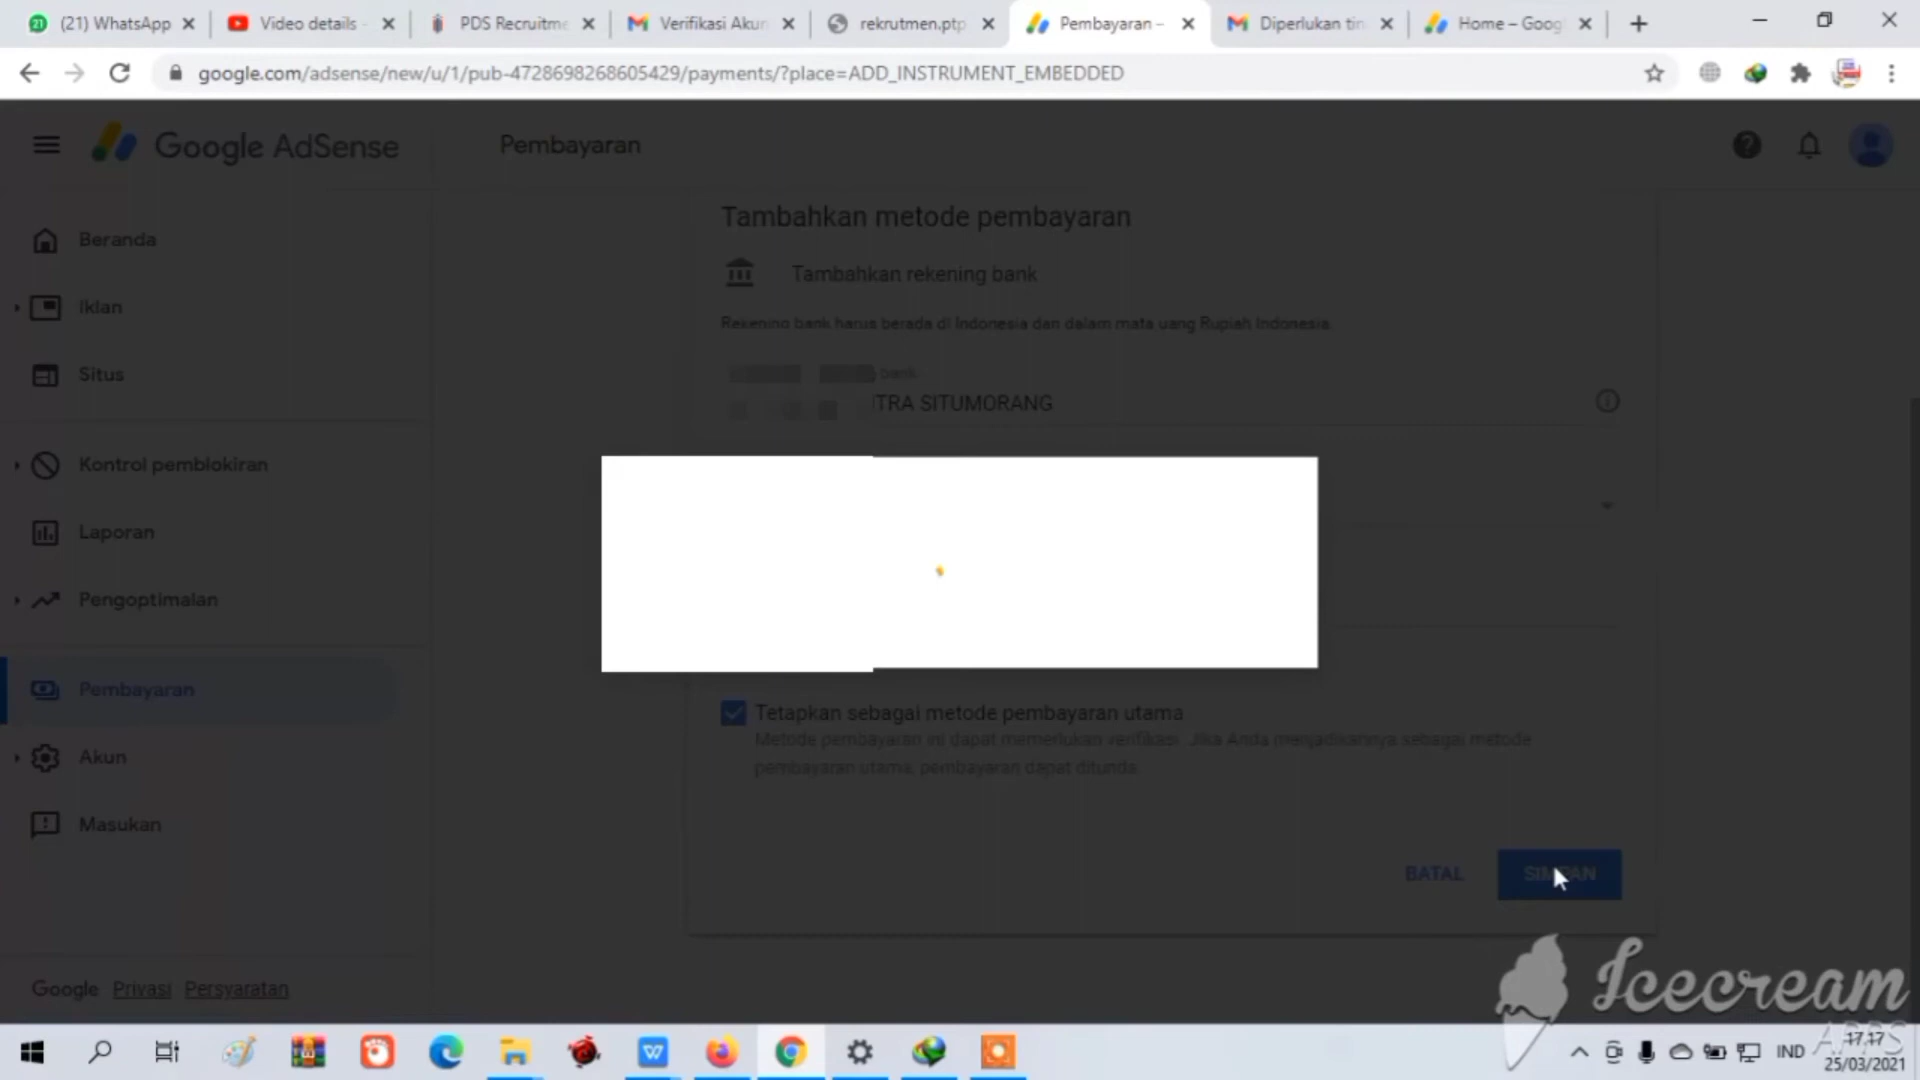 (21) WhatsApp
Video details -
PDS Recruitme
Verifikasi Akun
rekrutmen.ptp
Pembayaran –
Diperlukan tin
Home – Goog
google.com/adsense/new/u/1/pub-4728698268605429/payments/?place=ADD_INSTRUMENT_EMBEDDED
Google AdSense
Pembayaran
Beranda
Iklan
Situs
Kontrol pemblokiran
Laporan
Pengoptimalan
Pembayaran
Akun
Masukan
Google Privasi Persyaratan
Tambahkan metode pembayaran
Tambahkan rekening bank
Rekening bank harus berada di Indonesia dan dalam mata uang Rupiah Indonesia.
bank
TRA SITUMORANG
Tetapkan sebagai metode pembayaran utama
Metode pembayaran ini dapat memerlukan verifikasi. Jika Anda menjadikannya sebagai metode
pembayaran utama, pembayaran dapat ditunda.
BATAL
SIMPAN
Icecream
APPS
IND
17.17
25/03/2021